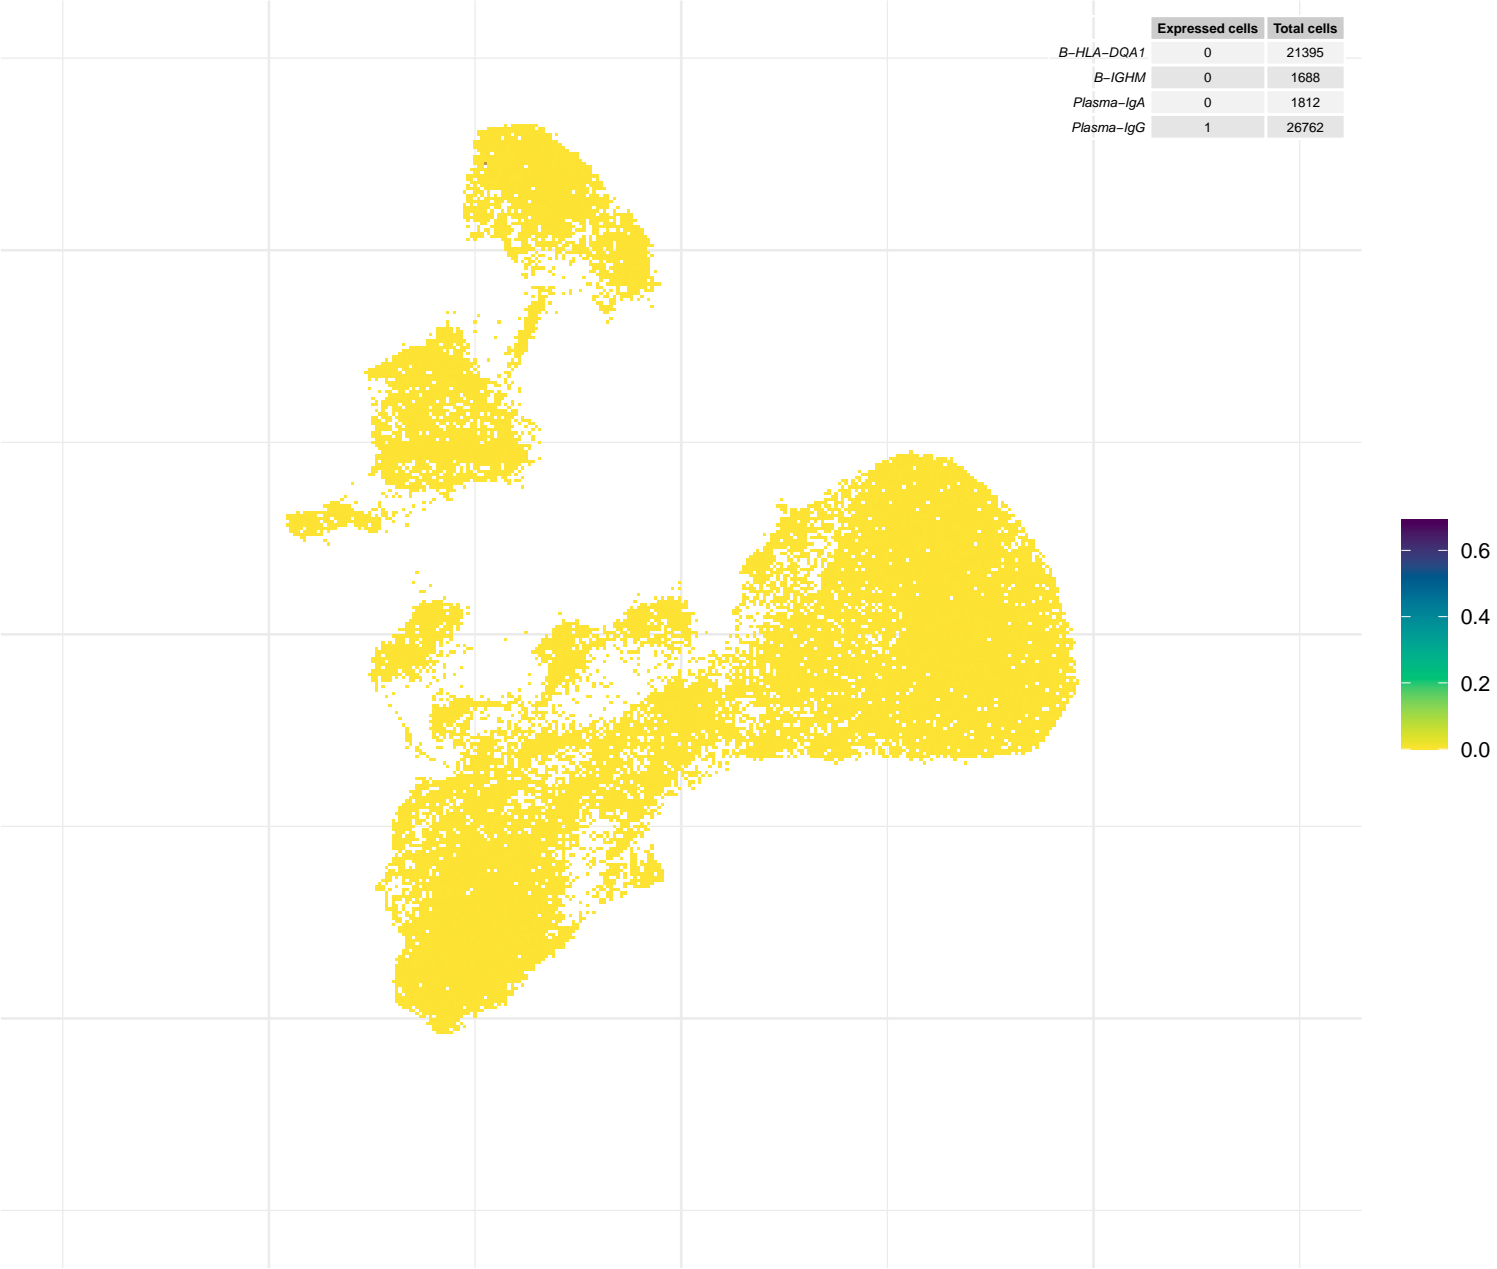 Expressed cells Total cells
B−HLA−DQA1 0 21395
B−IGHM 0 1688
Plasma−IgA 0 1812
Plasma−IgG 1 26762
0.6
0.4
0.2
0.0